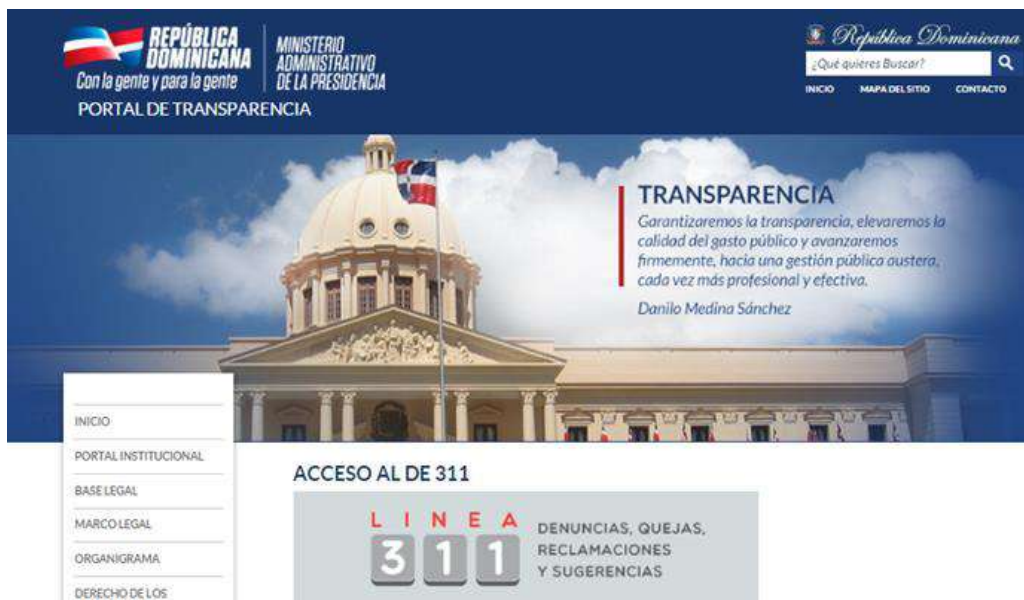 REPÚBLICA
DOMINICANA
Con la gente y para la gente
MINISTERIO
ADMINISTRATIVO
DE LA PRESIDENCIA
PORTAL DE TRANSPARENCIA
República Dominicana
¿Qué quieres Buscar?
INICIO MAPA DEL SITIO CONTACTO
TRANSPARENCIA
Garantizaremos la transparencia, elevaremos la
calidad del gasto público y avanzaremos
firmemente, hacia una gestión pública austera,
cada vez más profesional y efectiva.
Danilo Medina Sánchez
INICIO
PORTAL INSTITUCIONAL
BASE LEGAL
MARCO LEGAL
ORGANIGRAMA
DERECHO DE LOS
ACCESO AL DE 311
LINEA
311
DENUNCIAS, QUEJAS,
RECLAMACIONES
Y SUGERENCIAS